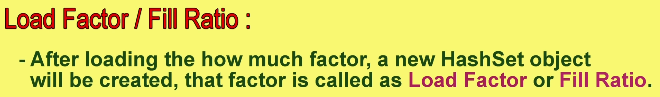 Load Factor / Fill Ratio :
- After loading the how much factor, a new HashSet object
will be created, that factor is called as Load Factor or Fill Ratio.